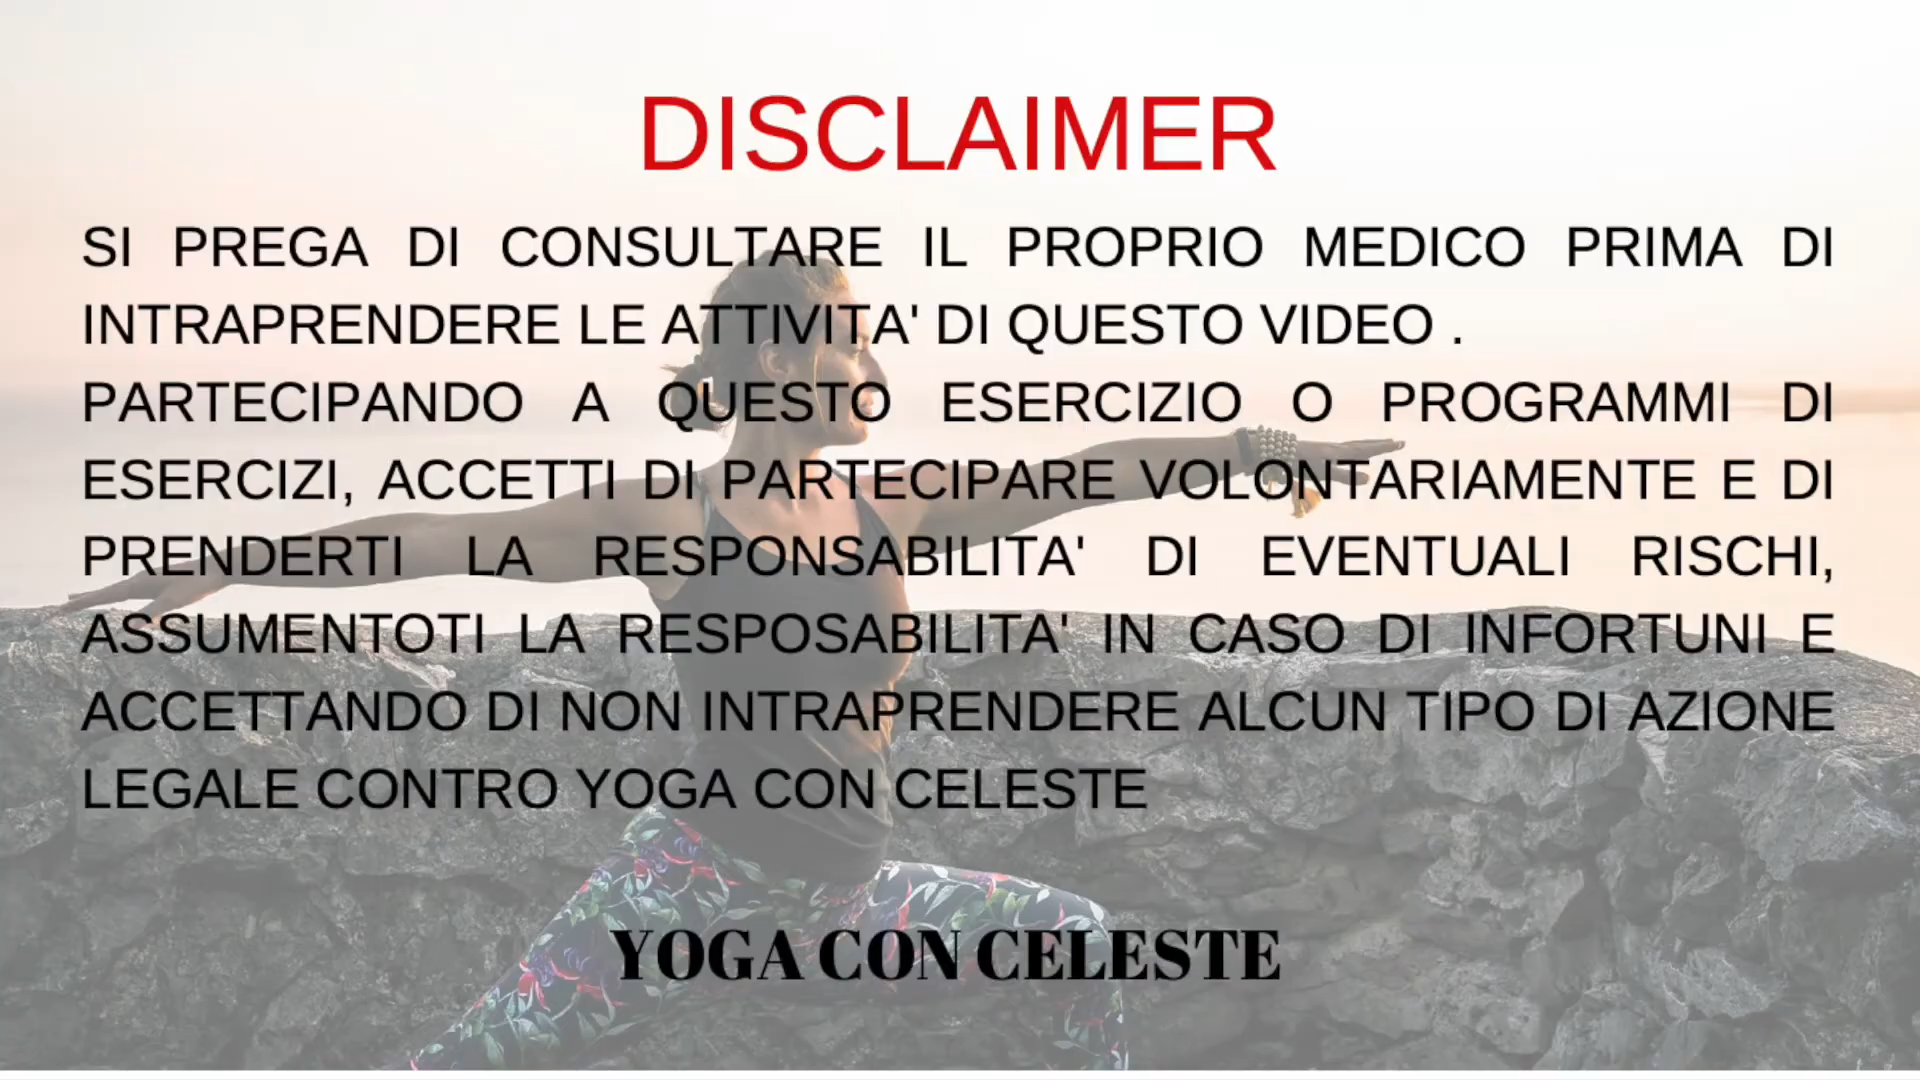 DISCLAIMER
SI PREGA DI CONSULTARE IL PROPRIO MEDICO PRIMA DI
INTRAPRENDERE LE ATTIVITA' DI QUESTO VIDEO .
PARTECIPANDO A QUESTO ESERCIZIO O PROGRAMMI DI
ESERCIZI, ACCETTI DI PARTECIPARE VOLONTARIAMENTE E DI
PRENDERTI LA RESPONSABILITA' DI EVENTUALI RISCHI,
ASSUMENTOTI LA RESPOSABILITA' IN CASO DI INFORTUNI E
ACCETTANDO DI NON INTRAPRENDERE ALCUN TIPO DI AZIONE
LEGALE CONTRO YOGA CON CELESTE
YOGA CON CELESTE